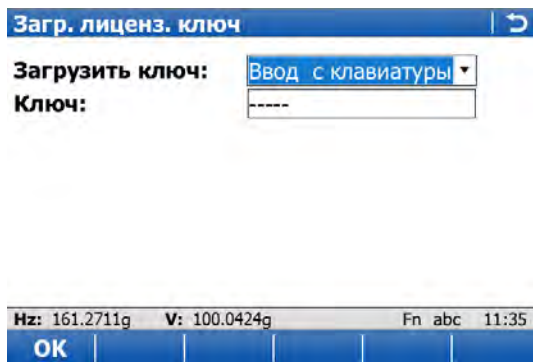 Загр. лиценз. ключ
Загрузить ключ: Ввод с клавиатуры
Ключ: -----
Hz: 161.2711g V: 100.0424g Fn abc 11:35
OK